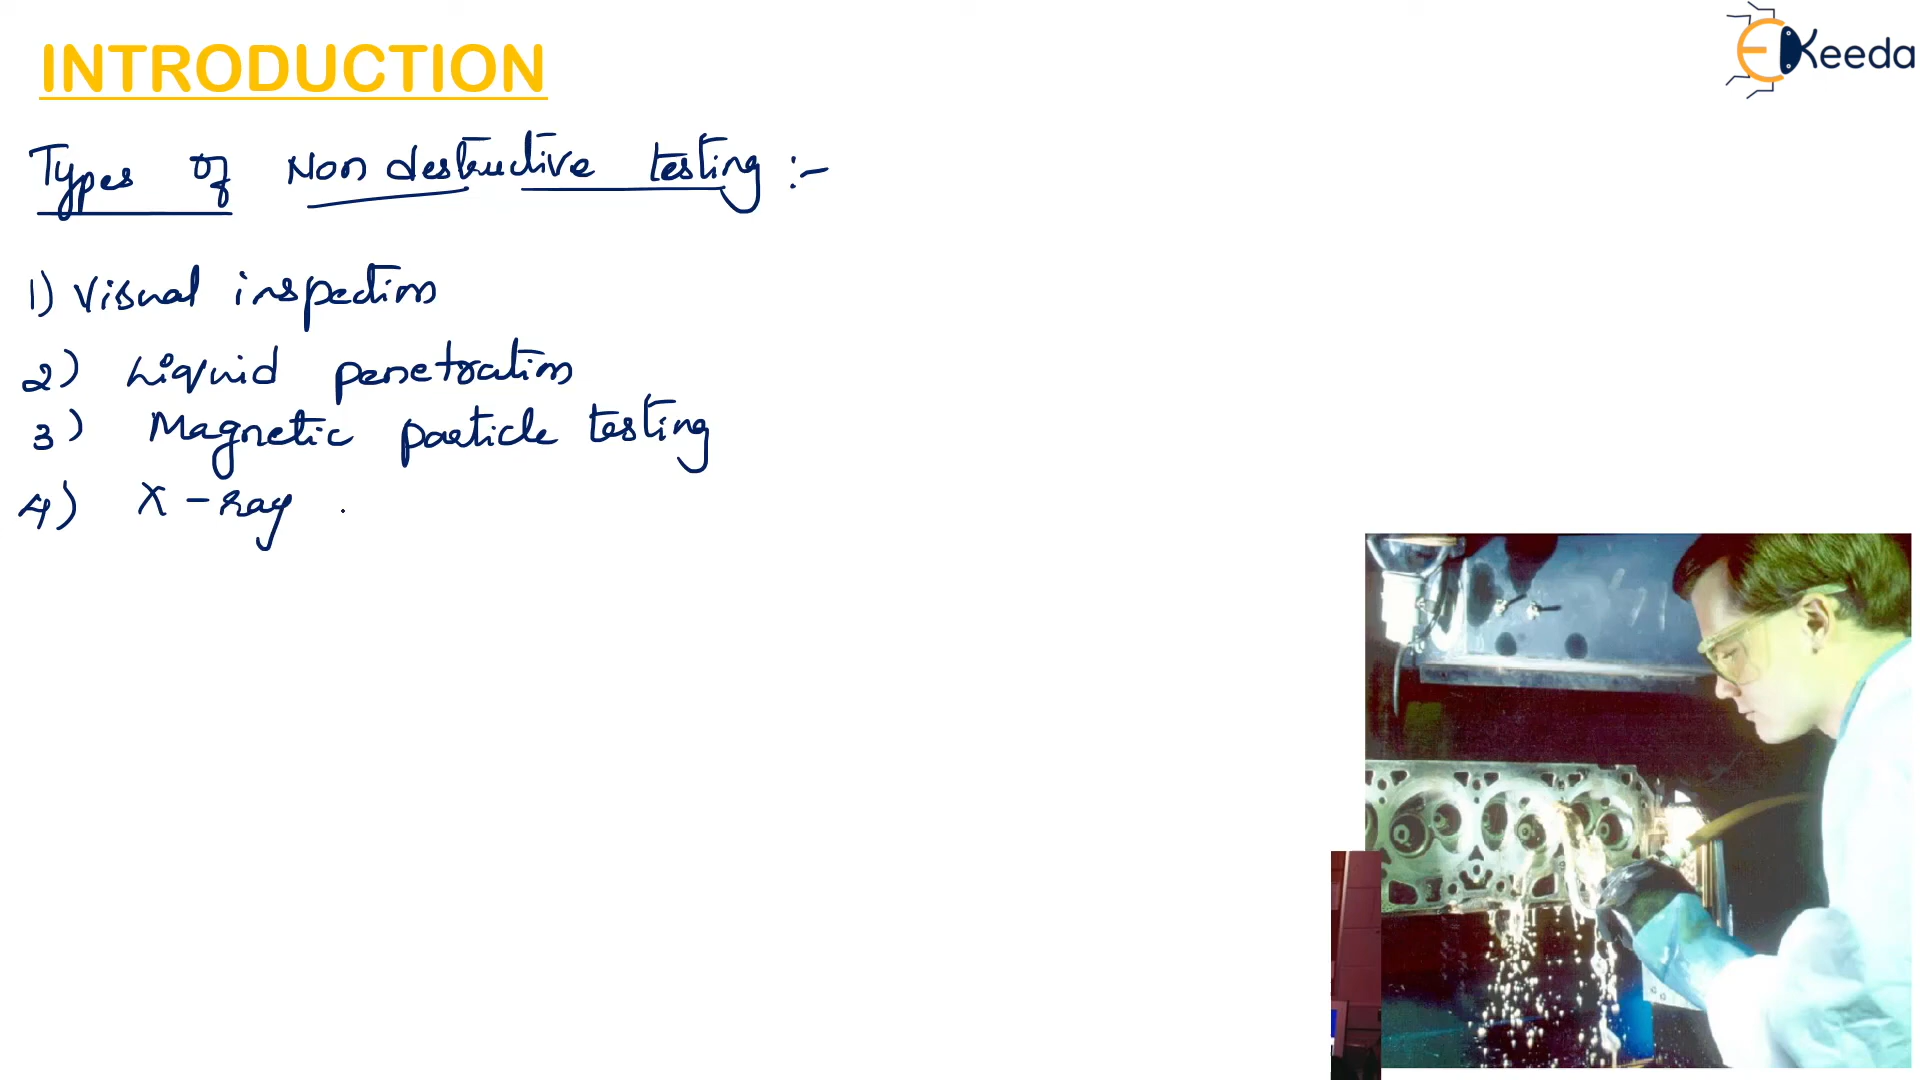 INTRODUCTION
EKeeda
Types of Non destructive testing :-
1) Visual inspection
2) Liquid penetration
3) Magnetic particle testing
4) X-ray